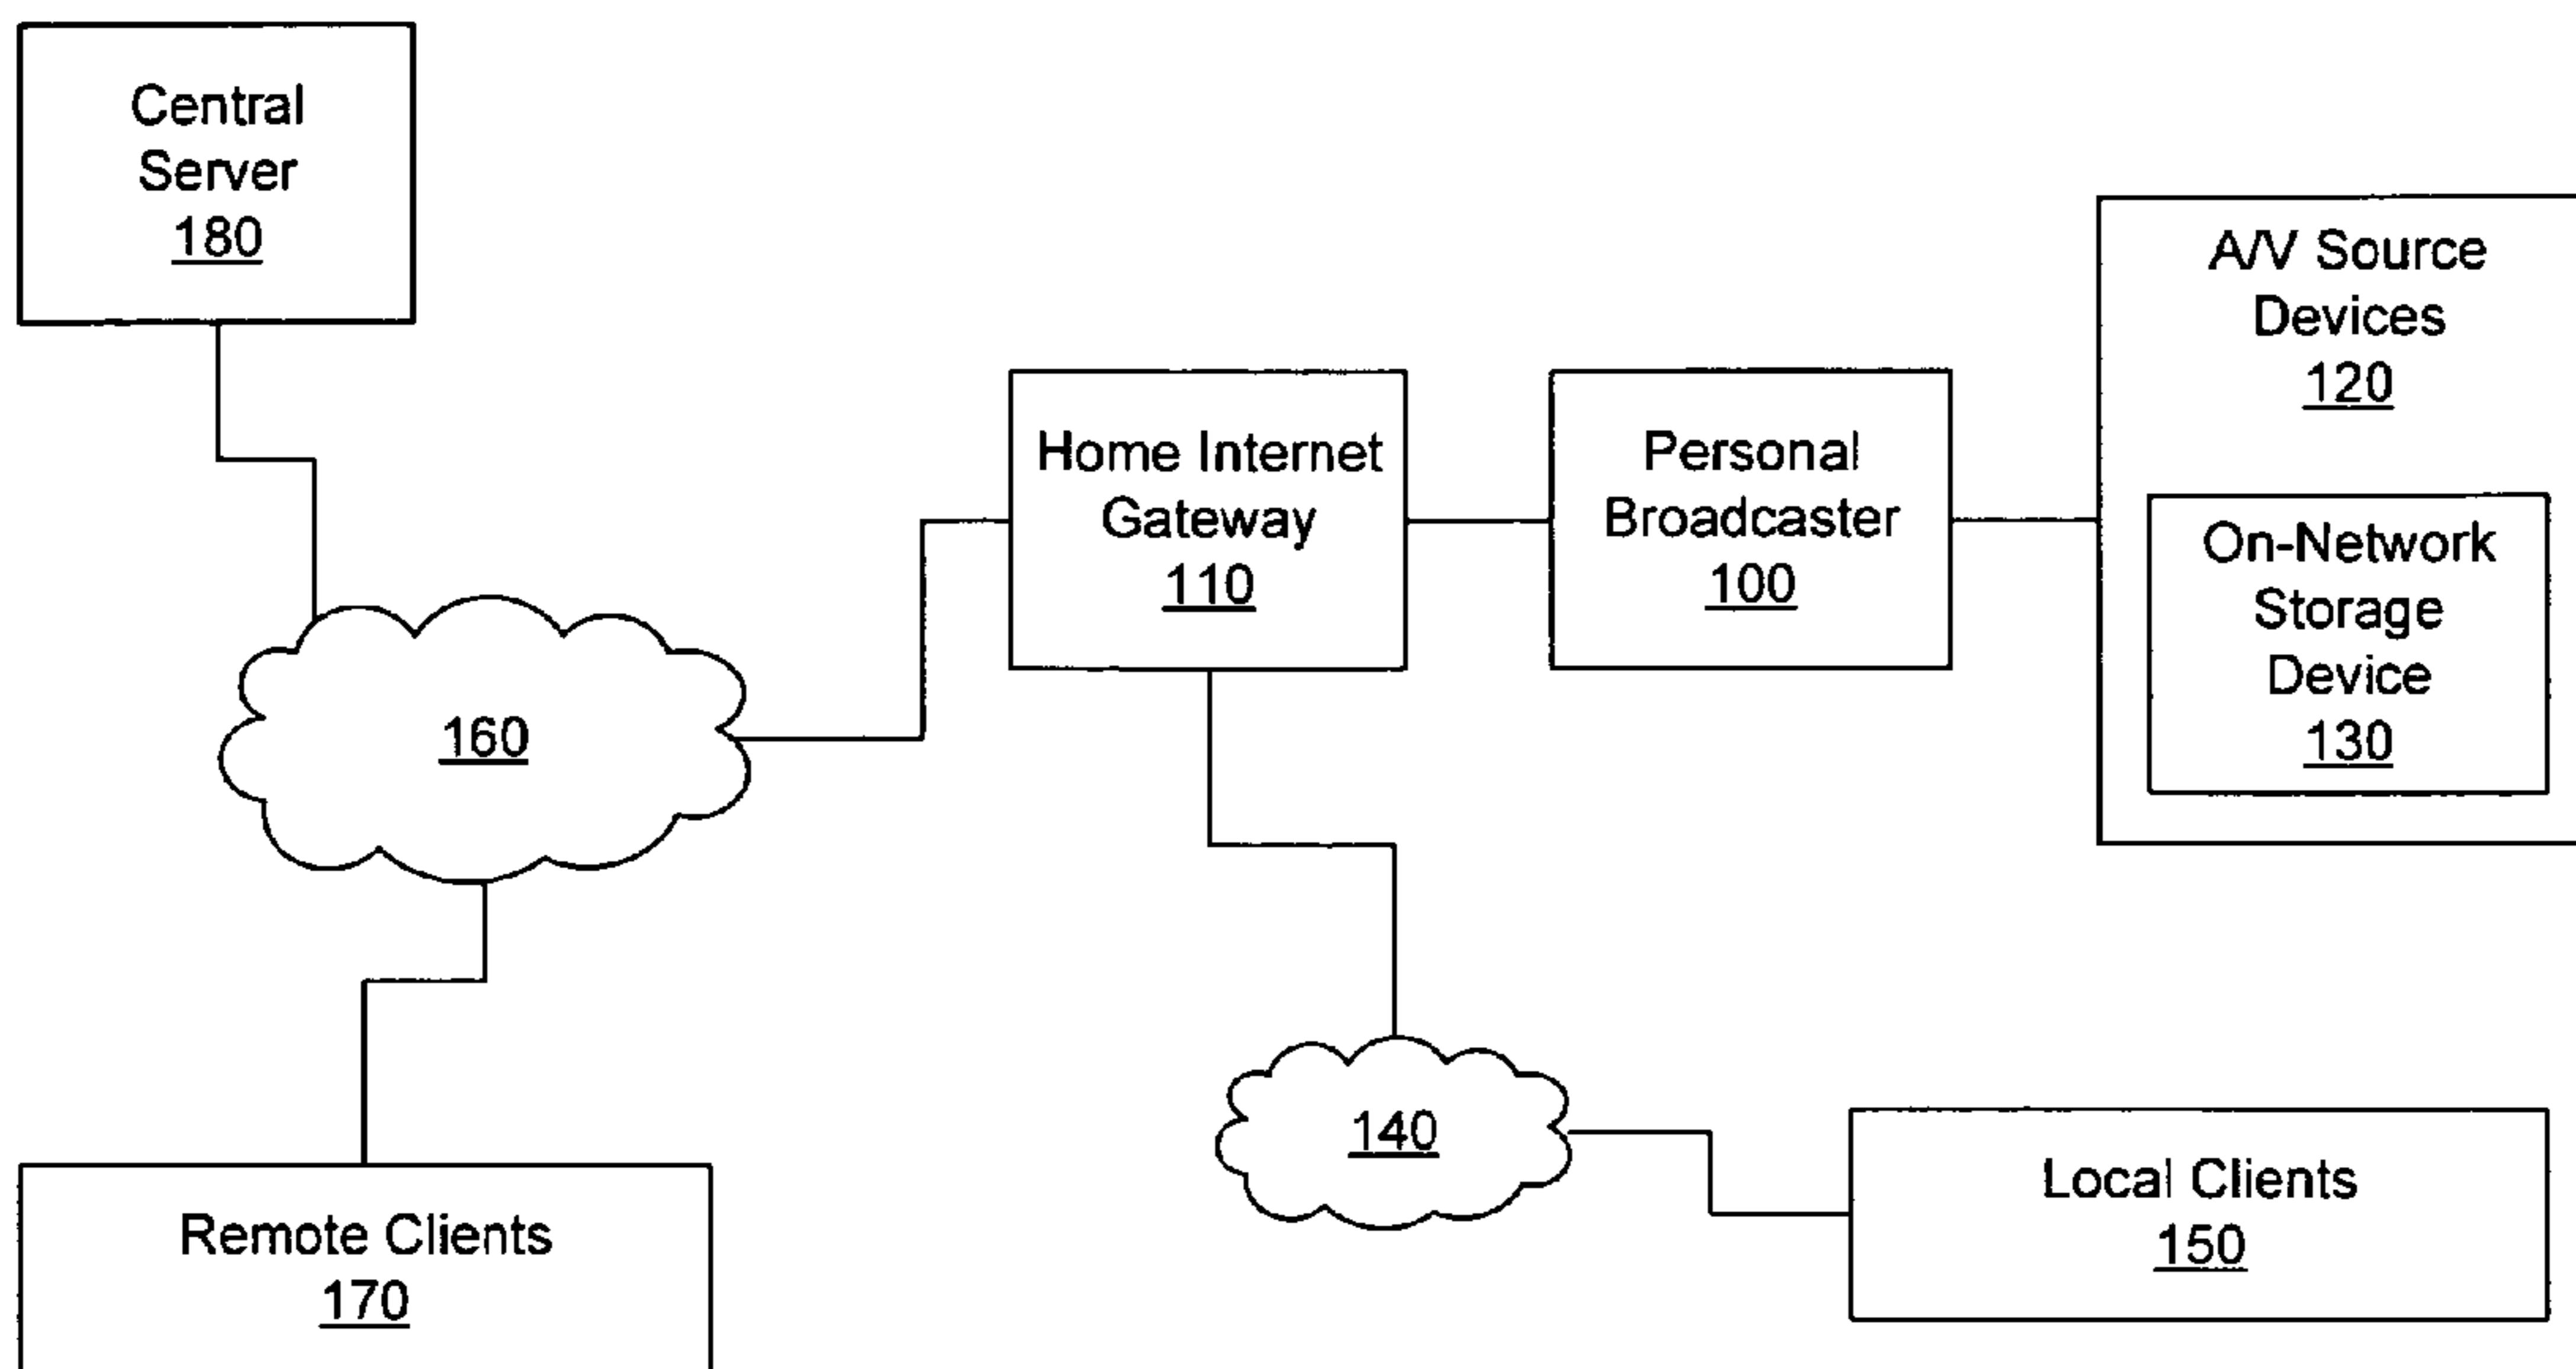 Central
Server
180
A/V Source
Devices
120
Home Internet
Gateway
110
Personal
Broadcaster
100
On-Network
Storage
Device
130
160
140
Local Clients
150
Remote Clients
170